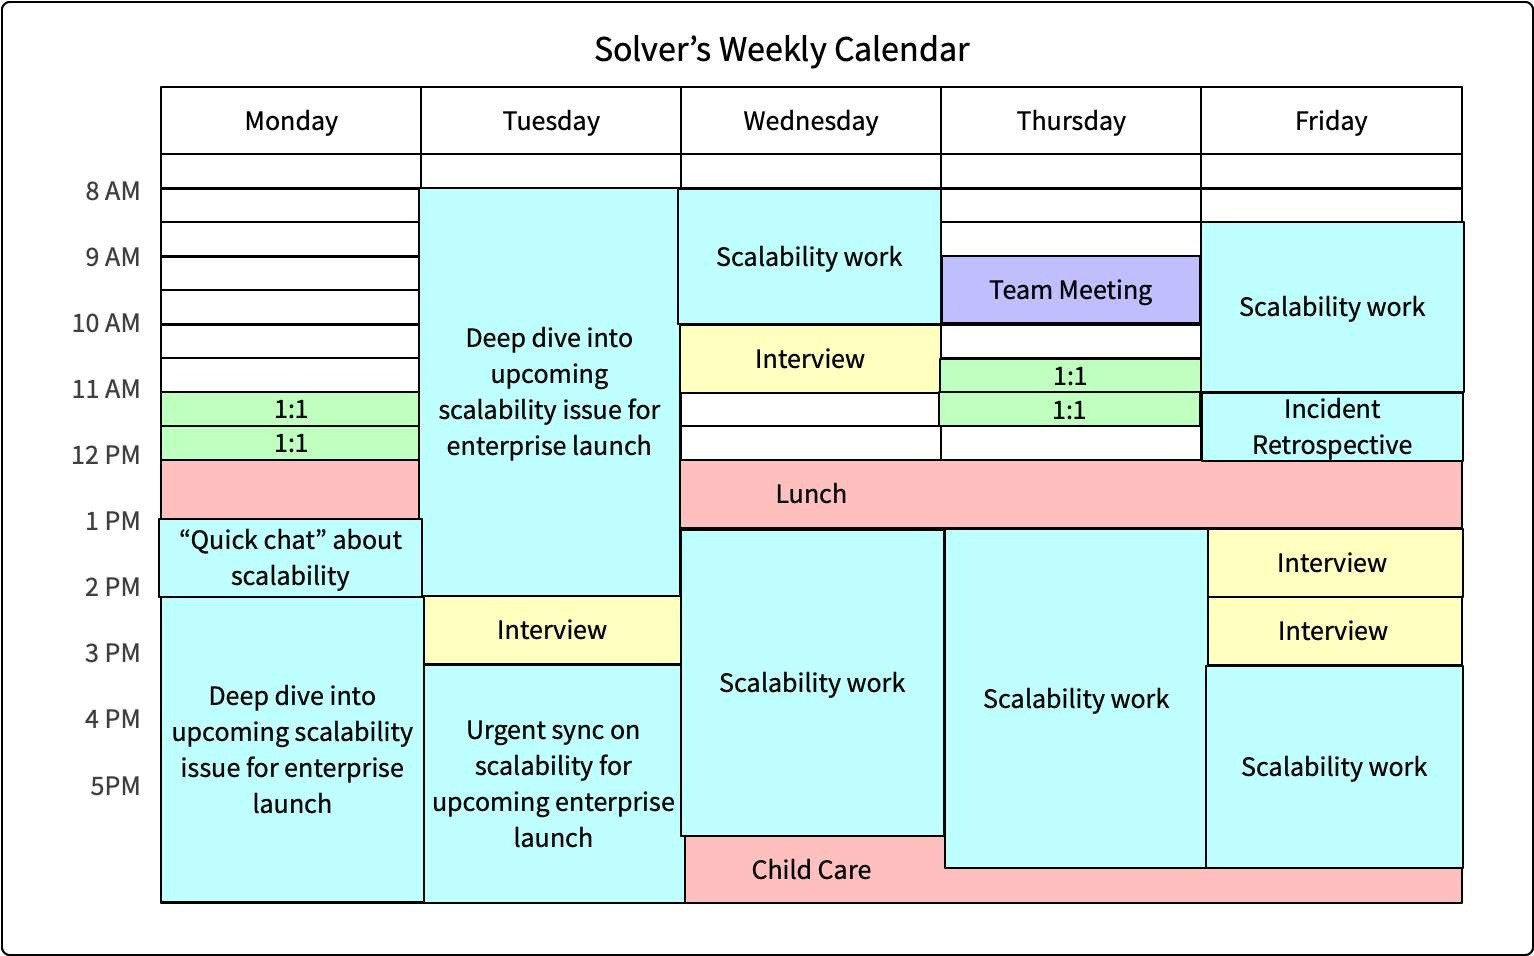 Solver’s Weekly Calendar
Monday
Tuesday
Wednesday
Thursday
Friday
8 AM
9 AM
10 AM
11 AM
12 PM
1 PM
2 PM
3 PM
4 PM
5PM
1:1
1:1
“Quick chat” about
scalability
Deep dive into
upcoming scalability
issue for enterprise
launch
Deep dive into
upcoming
scalability issue for
enterprise launch
Interview
Urgent sync on
scalability for
upcoming enterprise
launch
Scalability work
Interview
Lunch
Scalability work
Child Care
Team Meeting
1:1
1:1
Scalability work
Scalability work
Incident
Retrospective
Interview
Interview
Scalability work